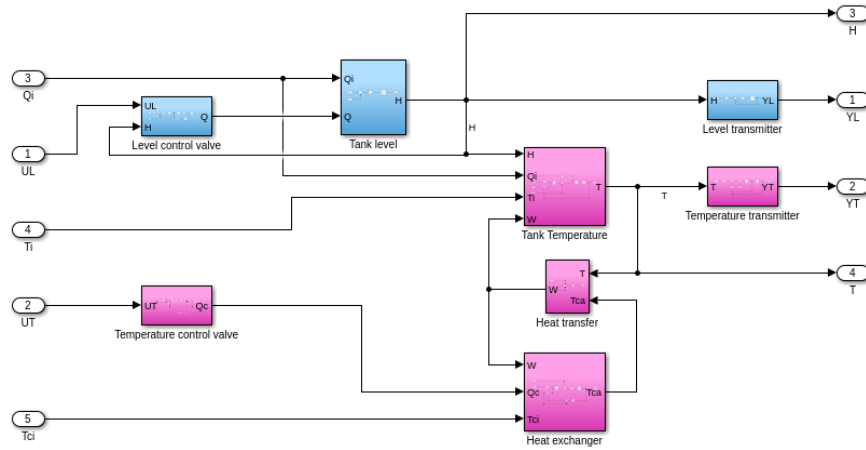 3
H
3
Qi
Qi
Q
H
Tank level
UL
H
Q
Level control valve
H
YL
Level transmitter
1
YL
1
UL
H
H
Qi
Ti
W
T
Tank Temperature
T
T
YT
Temperature transmitter
2
YT
4
Ti
T
Tca
W
Heat transfer
4
T
2
UT
UT
Qc
Temperature control valve
W
Qc
Tci
Tca
Heat exchanger
5
Tci